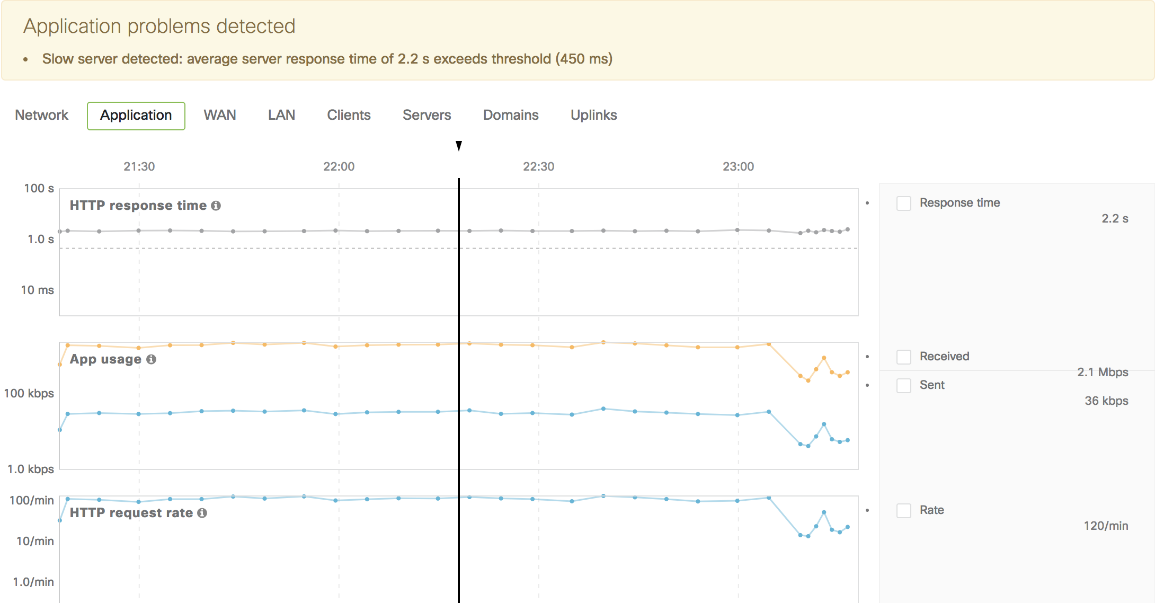 Application problems detected
• Slow server detected: average server response time of 2.2 s exceeds threshold (450 ms)
Network Application WAN LAN Clients Servers Domains Uplinks
21:30 22:00 22:30 23:00
100 s
HTTP response time
1.0 s
10 ms
Response time
2.2 s
App usage
100 kbps
1.0 kbps
Received
2.1 Mbps
Sent
36 kbps
100/min
HTTP request rate
10/min
1.0/min
Rate
120/min